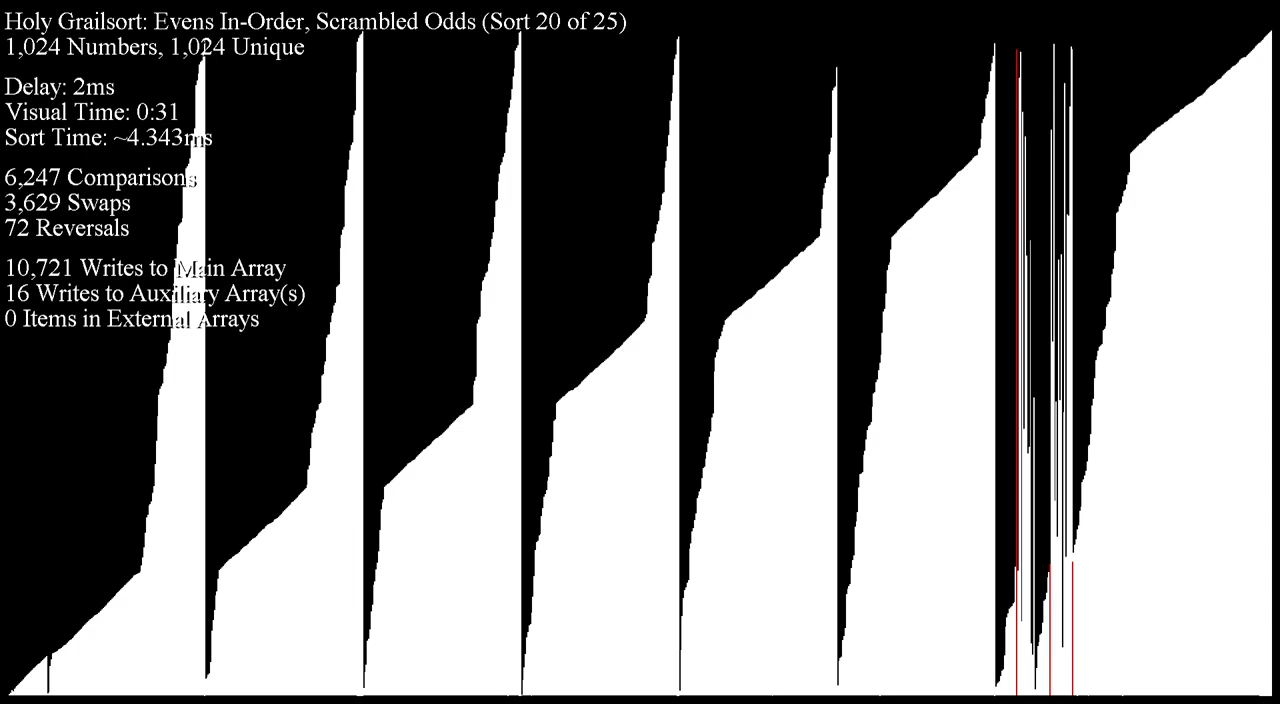 Holy Grailsort: Evens In-Order, Scrambled Odds (Sort 20 of 25)
1,024 Numbers, 1,024 Unique
Delay: 2ms
Visual Time: 0:31
Sort Time: ~4.343ms
6,247 Comparisons
3,629 Swaps
72 Reversals
10,721 Writes to Main Array
16 Writes to Auxiliary Array(s)
0 Items in External Arrays